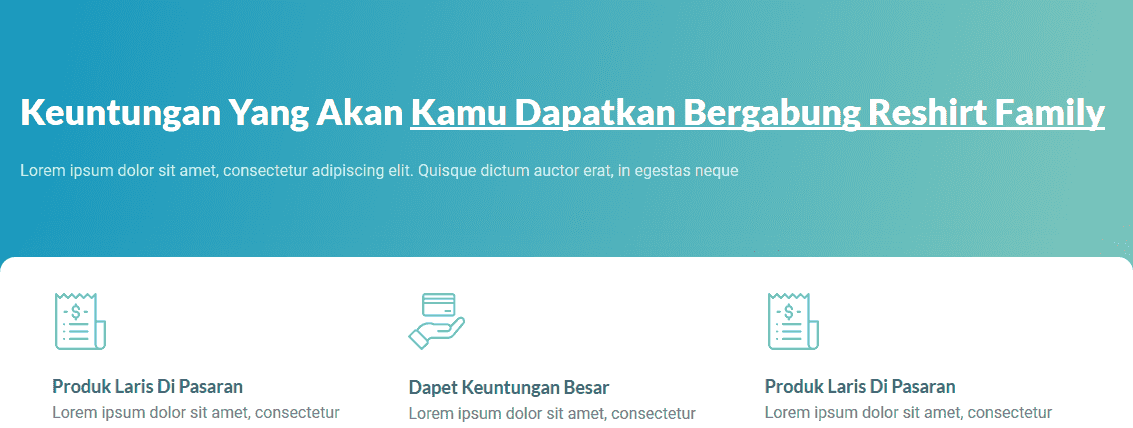 Keuntungan Yang Akan Kamu Dapatkan Bergabung Reshirt Family
Lorem ipsum dolor sit amet, consectetur adipiscing elit. Quisque dictum auctor erat, in egestas neque
$
$
Produk Laris Di Pasaran
Dapet Keuntungan Besar
Produk Laris Di Pasaran
Lorem ipsum dolor sit amet, consectetur
Lorem ipsum dolor sit amet, consectetur
Lorem ipsum dolor sit amet, consectetur